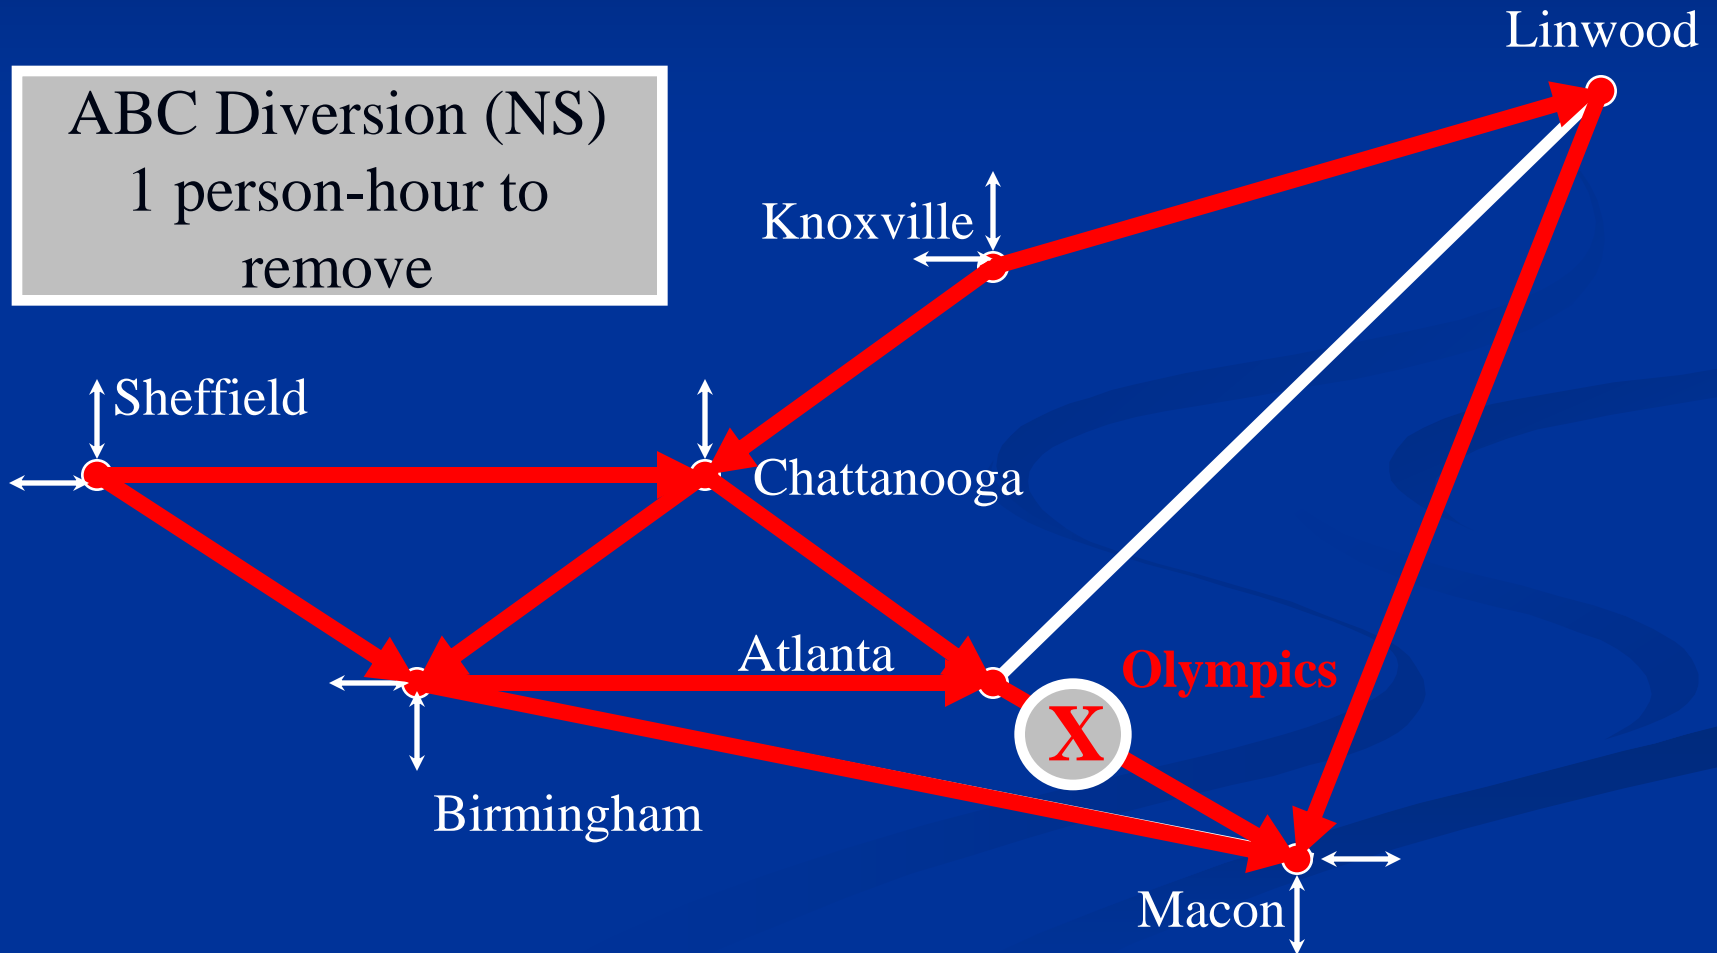 Linwood
ABC Diversion (NS)
1 person-hour to
remove
Knoxville
Sheffield
Chattanooga
Atlanta
Olympics
X
Birmingham
Macon